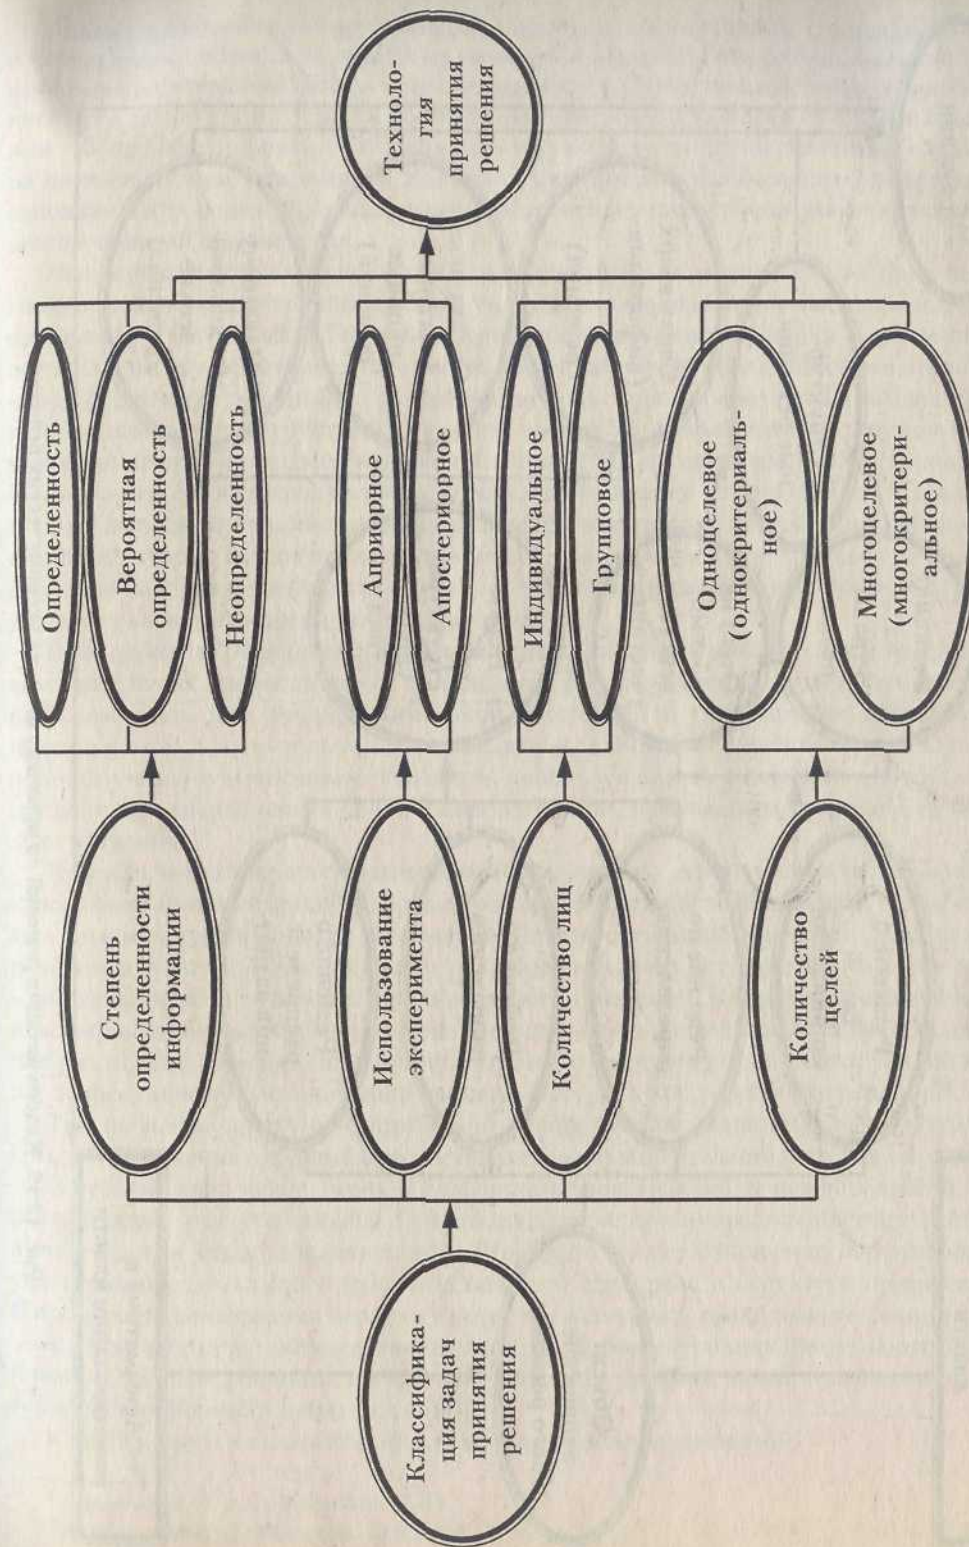 Классифика-
ция задач
принятия
решения
Степень
определенности
информации
Использование
эксперимента
Количество лиц
Количество
целей
Определенность
Вероятная
определенность
Неопределенность
Априорное
Апостериорное
Индивидуальное
Групповое
Одноцелевое
(однокритериаль-
ное)
Многоцелевое
(многокритери-
ального)
Техноло-
гия
принятия
решения